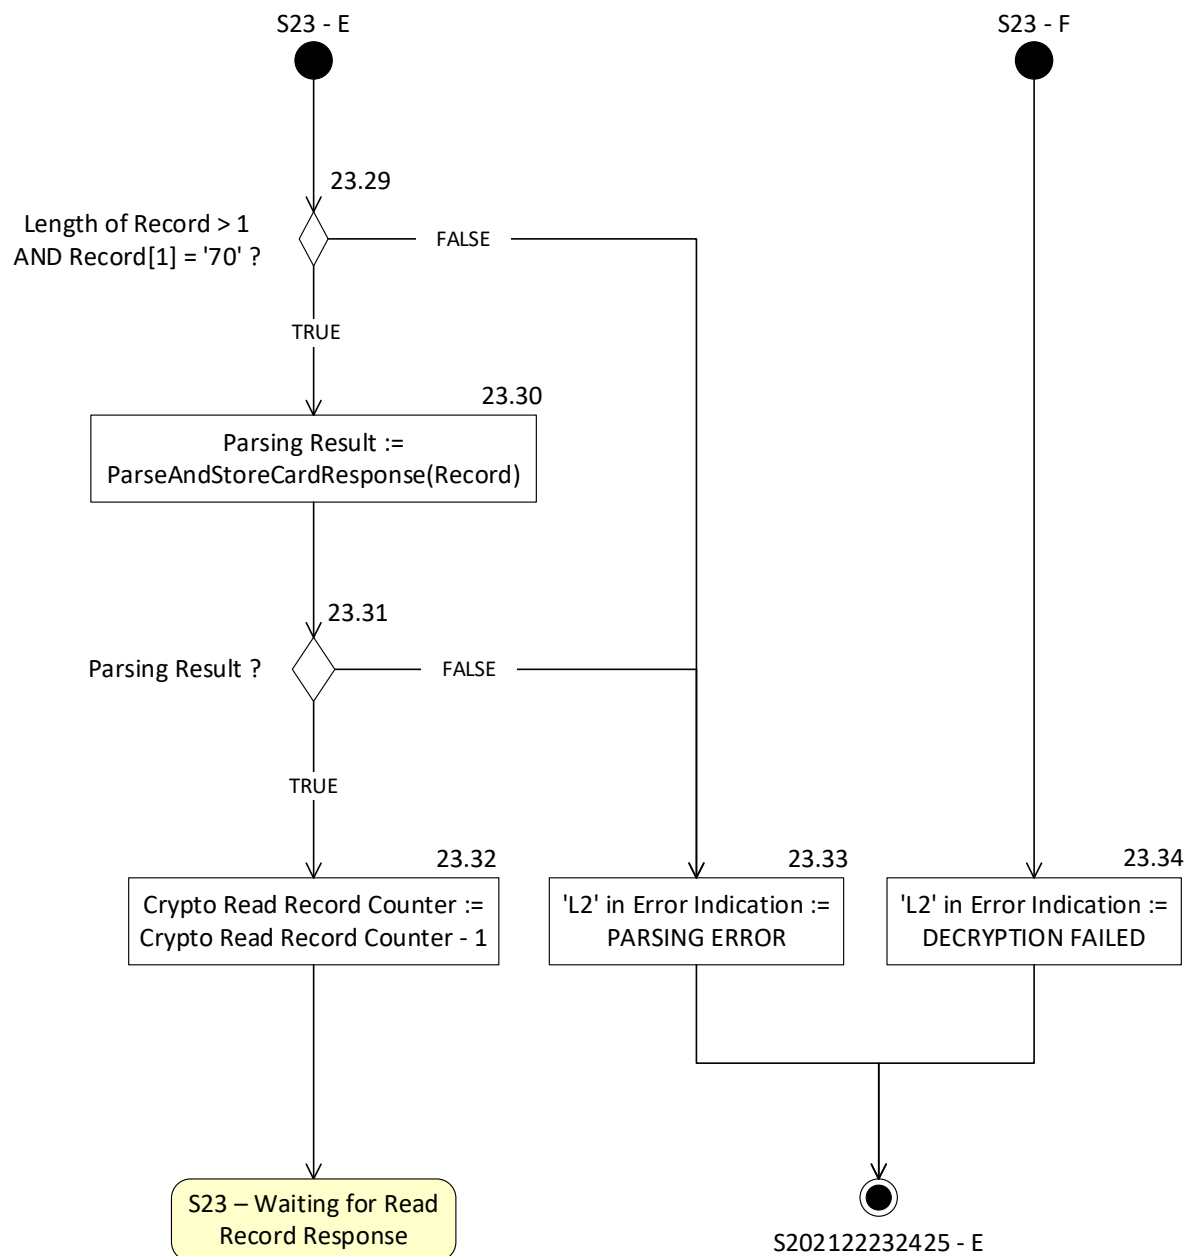 S23 - E
S23 - F
23.29
Length of Record > 1
AND Record[1] = '70' ?
FALSE
TRUE
23.30
Parsing Result :=
ParseAndStoreCardResponse(Record)
23.31
Parsing Result ?
FALSE
TRUE
23.32
Crypto Read Record Counter :=
Crypto Read Record Counter - 1
23.33
'L2' in Error Indication :=
PARSING ERROR
23.34
'L2' in Error Indication :=
DECRYPTION FAILED
S23 – Waiting for Read
Record Response
S202122232425 - E